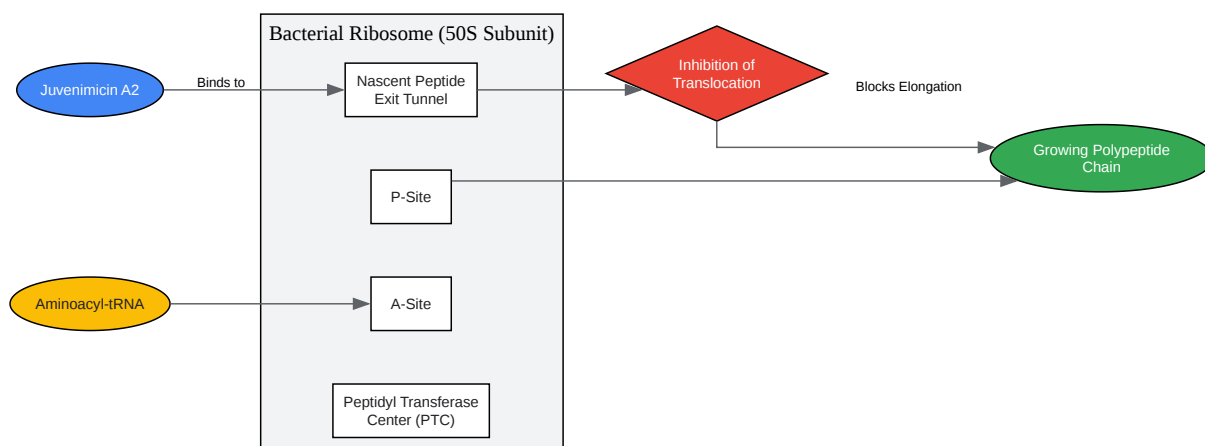 Bacterial Ribosome (50S Subunit)
Juvenimicin A2
Binds to
Nascent Peptide
Exit Tunnel
Inhibition of
Translocation
Blocks Elongation
Growing Polypeptide
Chain
P-Site
Aminoacyl-tRNA
A-Site
Peptidyl Transferase
Center (PTC)